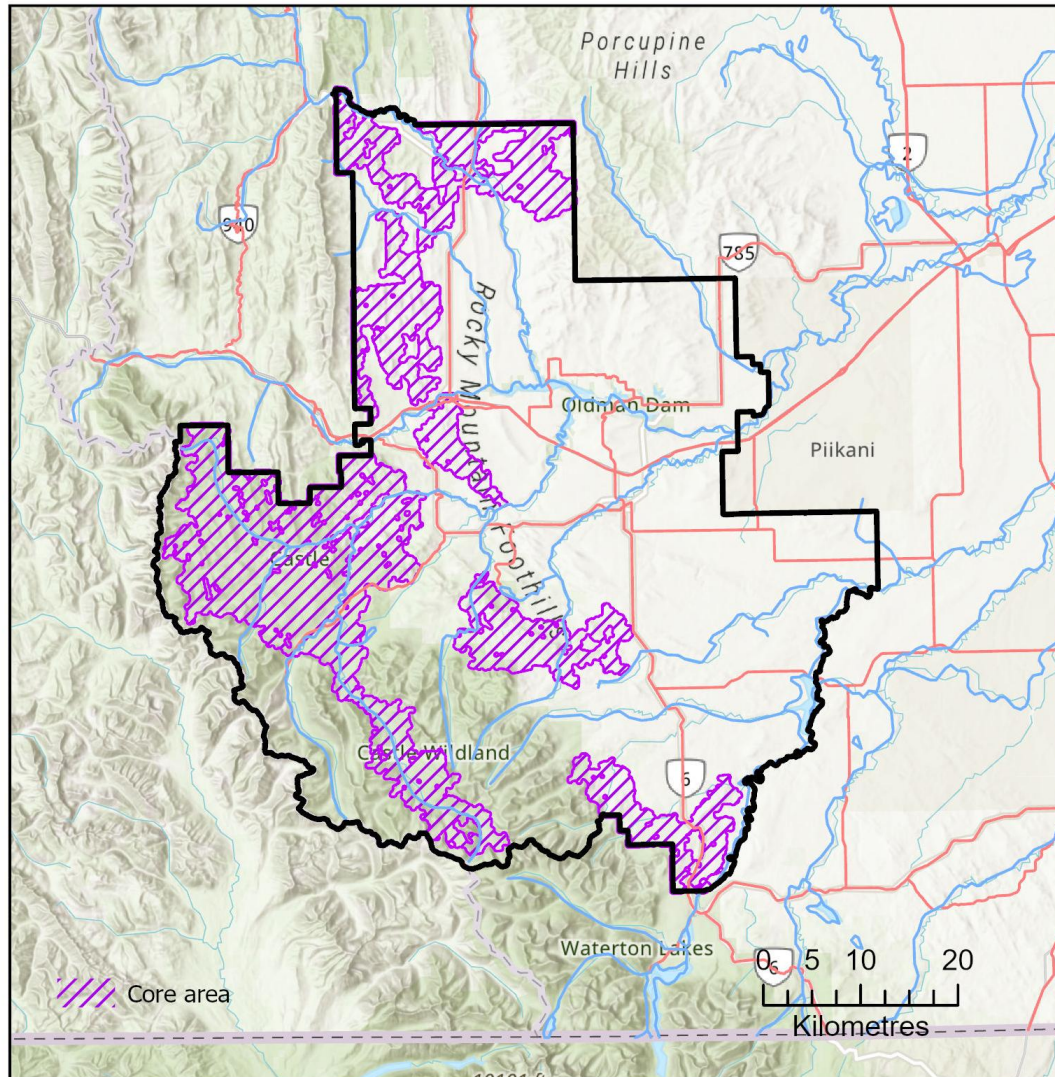 Porcupine
Hills
2
940
785
Rocky Mountain Foothills
Oldman Dam
Piikani
Castle
Castle Wildland
6
Waterton Lakes
6
0 5 10 20
Kilometres
Core area